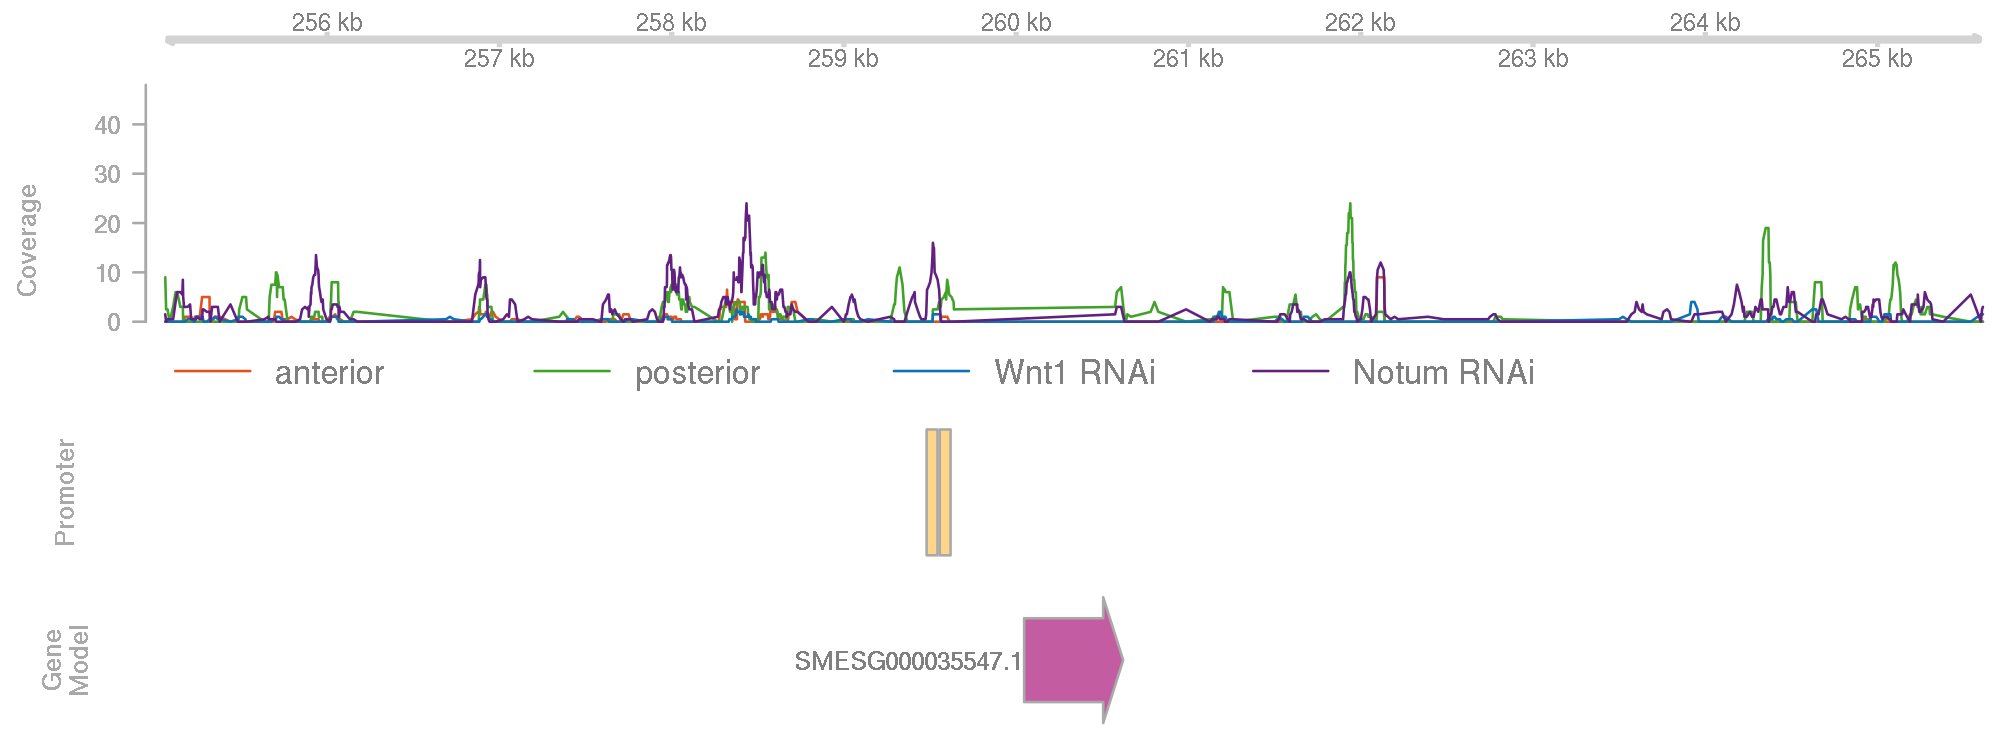 256 kb 258 kb 260 kb 262 kb 264 kb
257 kb 259 kb 261 kb 263 kb 265 kb
40
30
20
10
0
Coverage
anterior posterior Wnt1 RNAi Notum RNAi
Promoter
SMESG000035547.1
Gene
Model